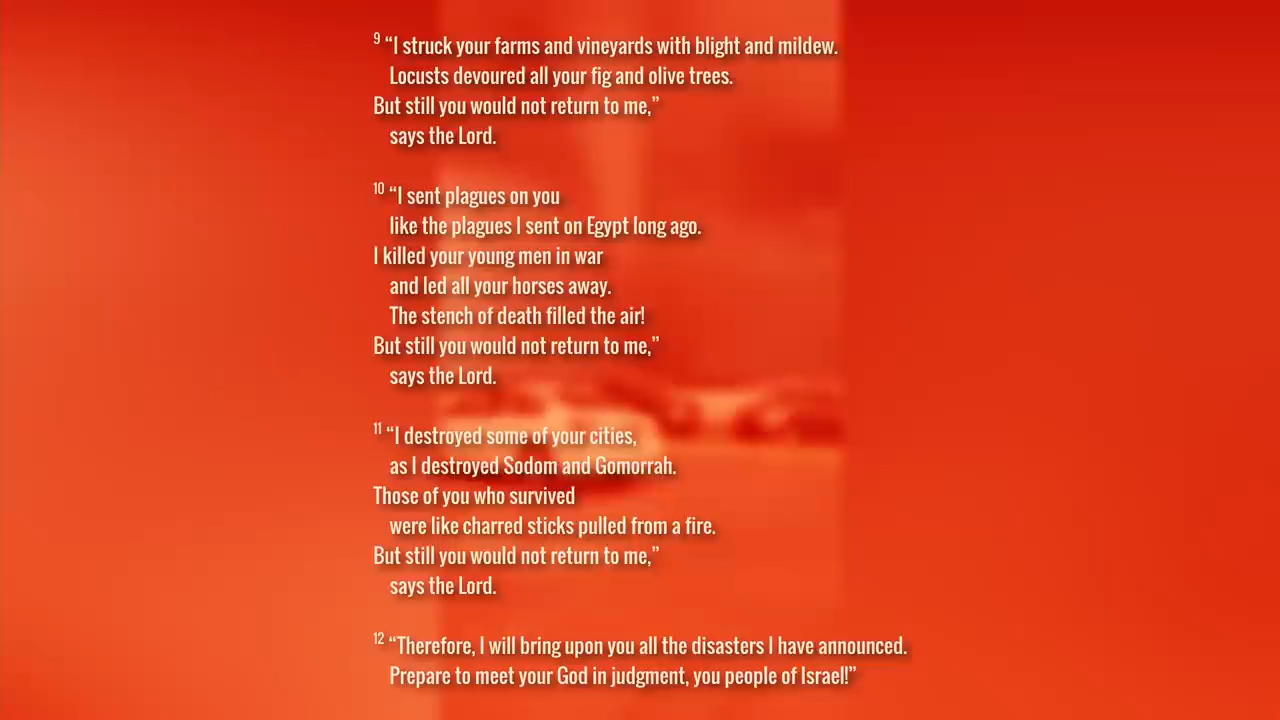 9 “I struck your farms and vineyards with blight and mildew.
Locusts devoured all your fig and olive trees.
But still you would not return to me,”
says the Lord.
10 “I sent plagues on you
like the plagues I sent on Egypt long ago.
I killed your young men in war
and led all your horses away.
The stench of death filled the air!
But still you would not return to me,”
says the Lord.
11 “I destroyed some of your cities,
as I destroyed Sodom and Gomorrah.
Those of you who survived
were like charred sticks pulled from a fire.
But still you would not return to me,”
says the Lord.
12 “Therefore, I will bring upon you all the disasters I have announced.
Prepare to meet your God in judgment, you people of Israel!”